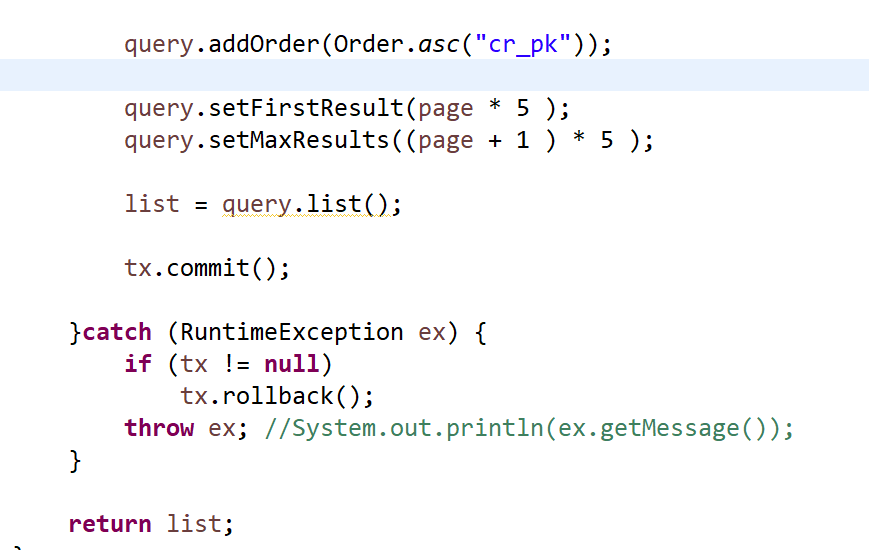 query.addOrder(Order.asc("cr_pk"));
query.setFirstResult(page * 5 );
query.setMaxResults((page + 1 ) * 5 );
list = query.list();
tx.commit();
}catch (RuntimeException ex) {
if (tx != null)
tx.rollback();
throw ex; //System.out.println(ex.getMessage());
}
return list;